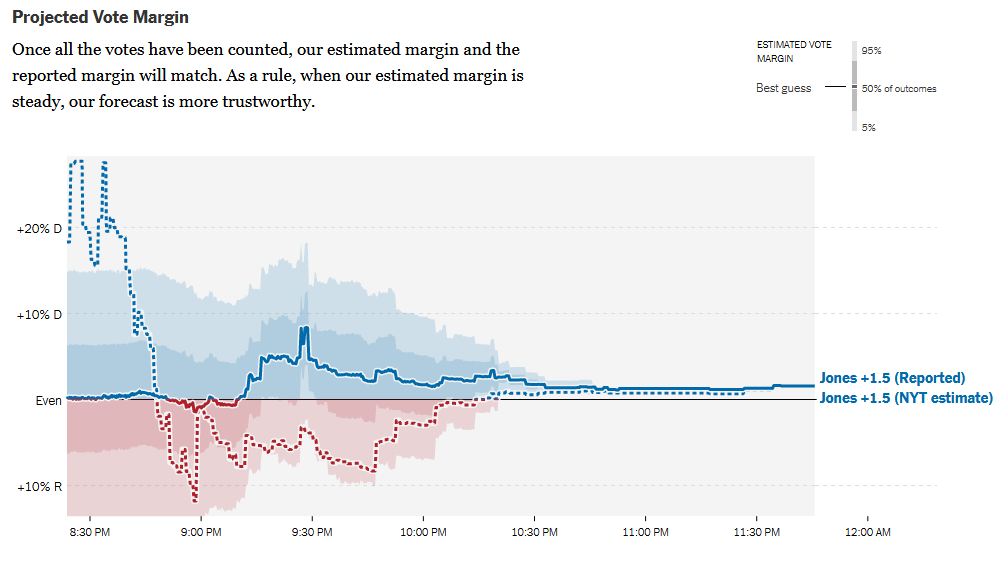 Projected Vote Margin
Once all the votes have been counted, our estimated margin and the
reported margin will match. As a rule, when our estimated margin is
steady, our forecast is more trustworthy.
ESTIMATED VOTE
MARGIN
Best guess
95%
50% of outcomes
5%
+20% D
+10% D
Even
+10% R
Jones +1.5 (Reported)
Jones +1.5 (NYT estimate)
8:30 PM
9:00 PM
9:30 PM
10:00 PM
10:30 PM
11:00 PM
11:30 PM
12:00 AM